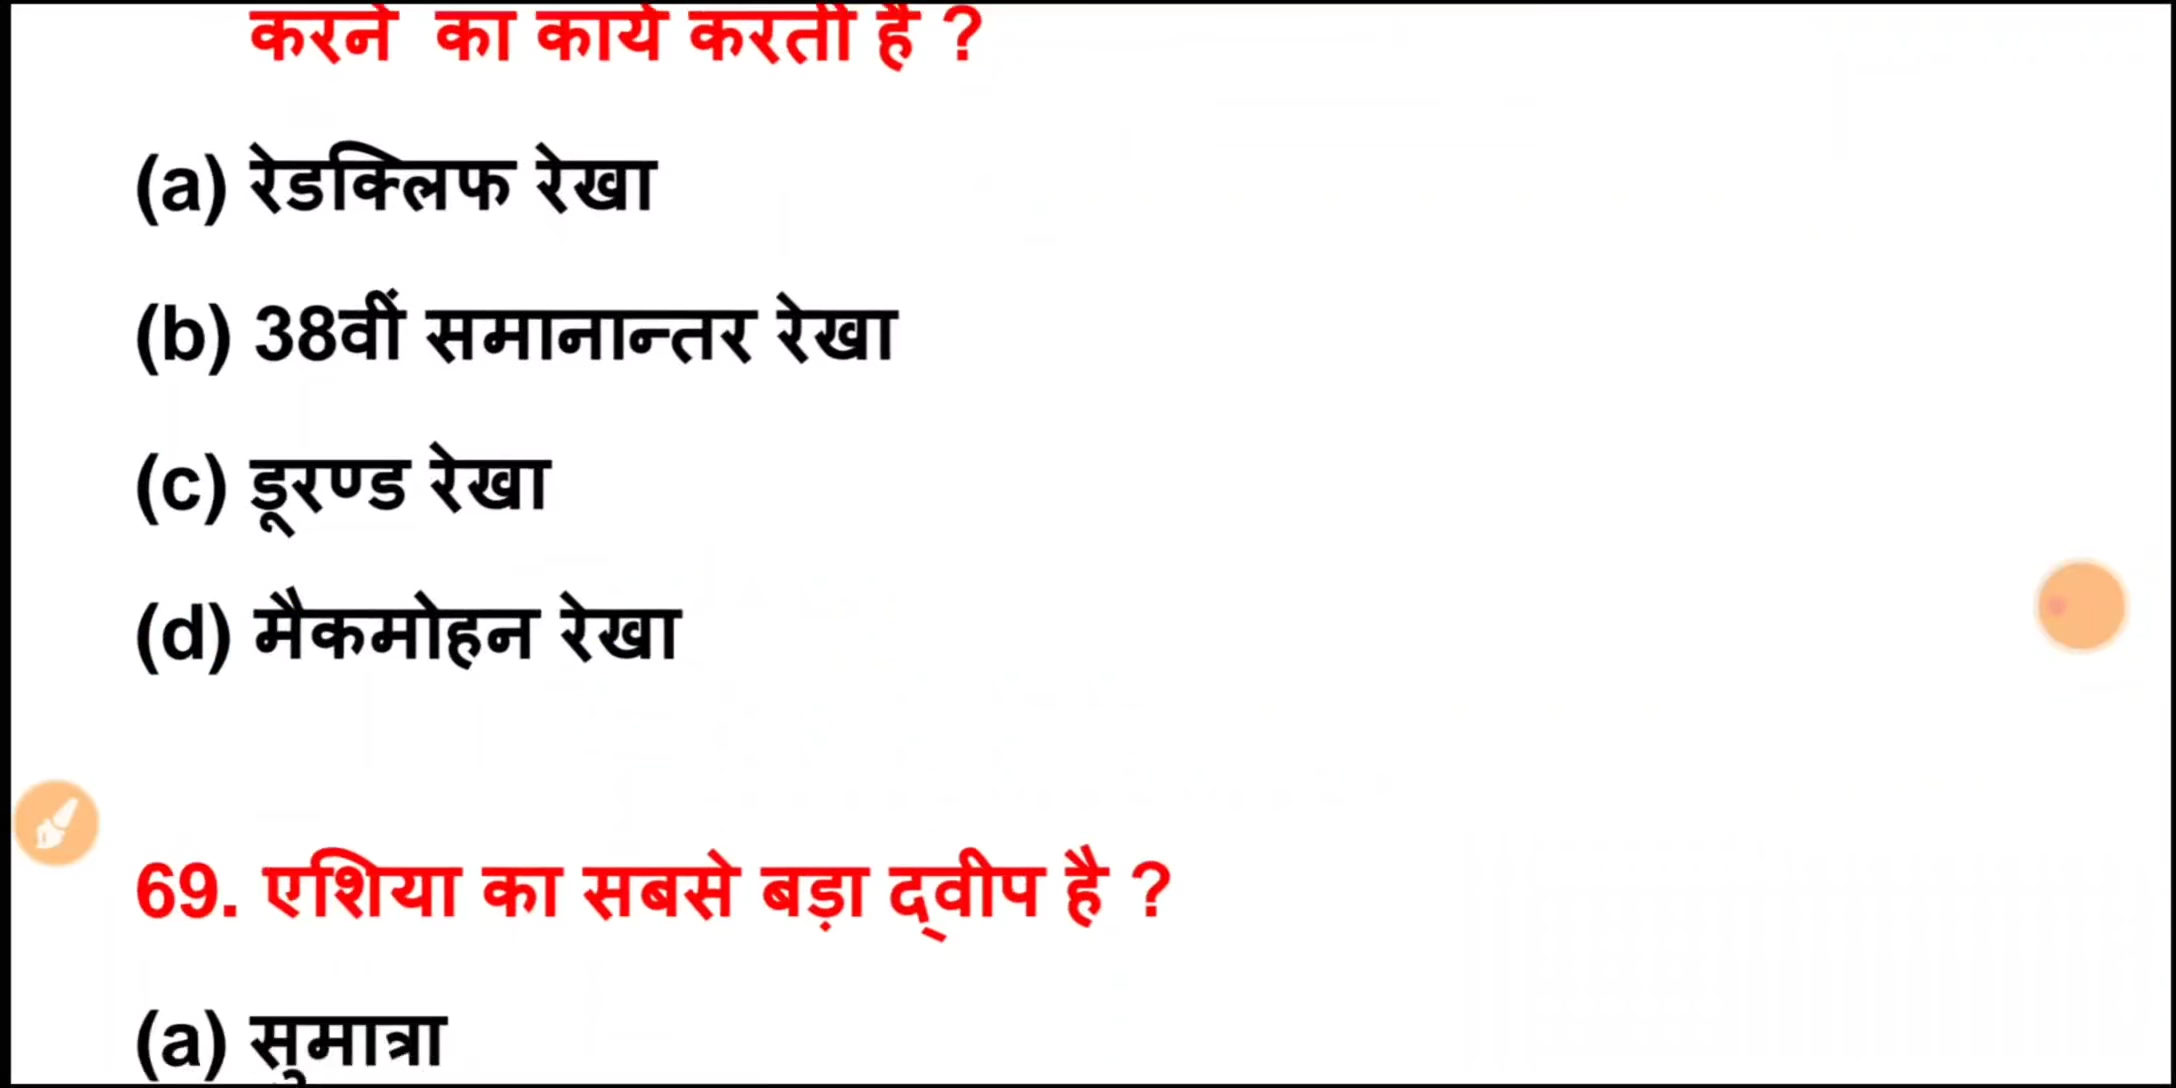 करने का कार्य करती है ?
(a) रेडक्लिफ रेखा
(b) 38वीं समानान्तर रेखा
(c) डूरण्ड रेखा
(d) मैकमोहन रेखा
69. एशिया का सबसे बड़ा द्वीप है ?
(a) सुमात्रा